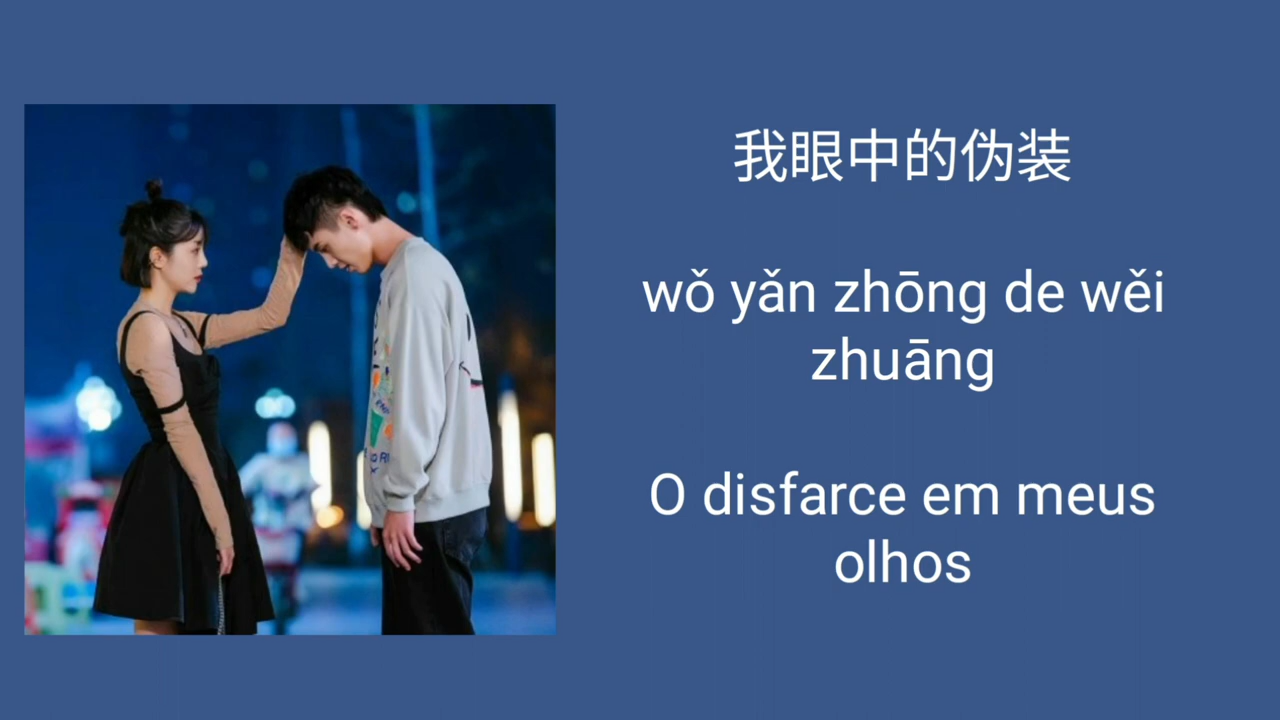 我眼中的伪装
wǒ yǎn zhōng de wěi
zhuāng
O disfarce em meus
olhos